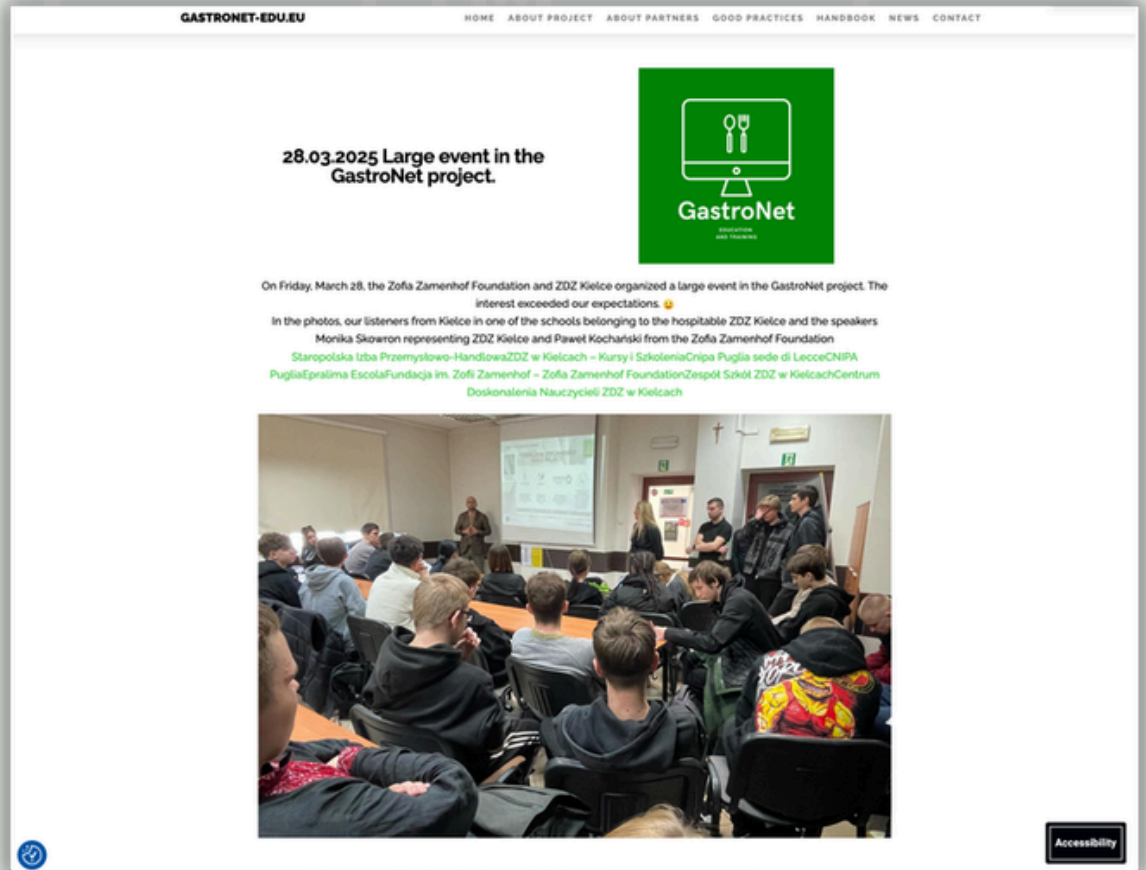 GASTRONET-EDU.EU
HOME ABOUT PROJECT ABOUT PARTNERS GOOD PRACTICES HANDBOOK NEWS CONTACT
28.03.2025 Large event in the
GastroNet project.
GastroNet
EDUCATION
AND TRAINING
On Friday, March 28, the Zofia Zamenhof Foundation and ZDZ Kielce organized a large event in the GastroNet project. The
interest exceeded our expectations. 😉
In the photos, our listeners from Kielce in one of the schools belonging to the hospitable ZDZ Kielce and the speakers
Monika Skowron representing ZDZ Kielce and Paweł Kochański from the Zofia Zamenhof Foundation
Staropolska Izba Przemysłowo-HandlowaZDZ w Kielcach – Kursy i SzkoleniaCnipa Puglia sede di LecceCNIPA
PugliaEpralima EscolaFundacja im. Zofii Zamenhof – Zofia Zamenhof FoundationZespół Szkół ZDZ w KielcachCentrum
Doskonalenia Nauczycieli ZDZ w Kielcach
Accessibility